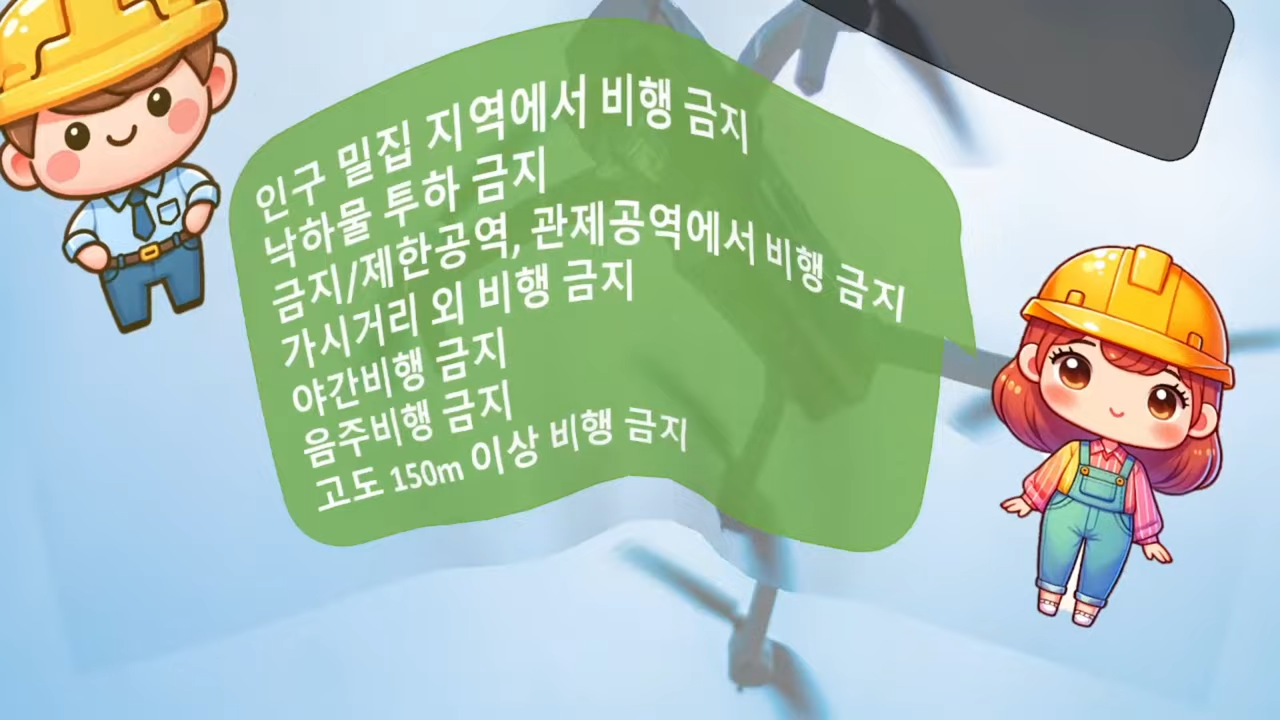 인구 밀집 지역에서 비행 금지
낙하물 투하 금지
금지/제한공역, 관제공역에서 비행 금지
가시거리 외 비행 금지
야간비행 금지
음주비행 금지
고도 150m 이상 비행 금지